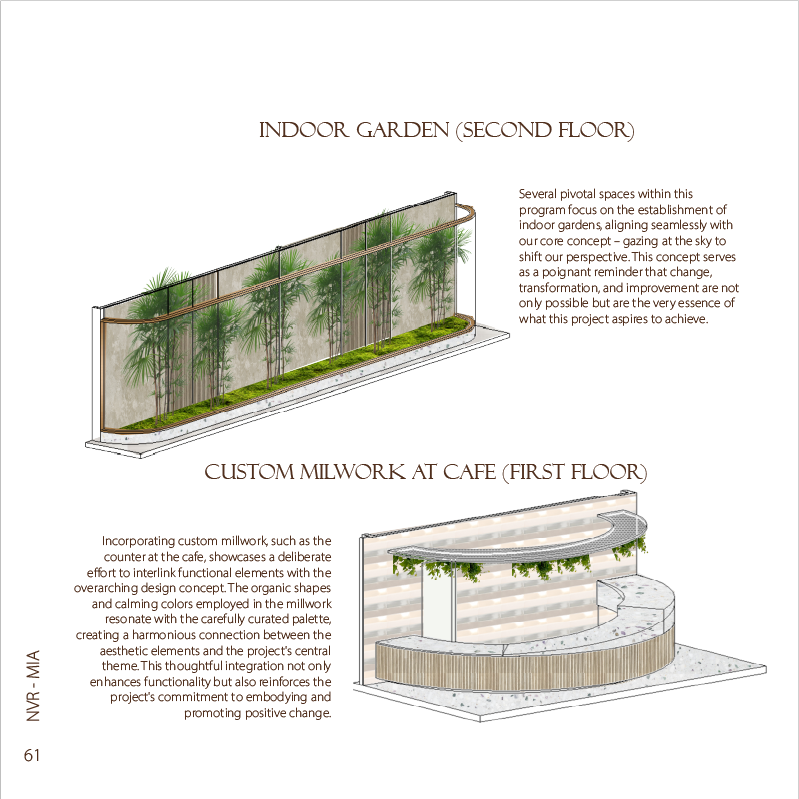 INDOOR GARDEN (SECOND FLOOR)
Several pivotal spaces within this
program focus on the establishment of
indoor gardens, aligning seamlessly with
our core concept – gazing at the sky to
shift our perspective. This concept serves
as a poignant reminder that change,
transformation, and improvement are not
only possible but are the very essence of
what this project aspires to achieve.
CUSTOM MILWORK AT CAFE (FIRST FLOOR)
Incorporating custom millwork, such as the
counter at the cafe, showcases a deliberate
effort to interlink functional elements with the
overarching design concept. The organic shapes
and calming colors employed in the millwork
resonate with the carefully curated palette,
creating a harmonious connection between the
aesthetic elements and the project's central
theme. This thoughtful integration not only
enhances functionality but also reinforces the
project's commitment to embodying and
promoting positive change.
NVR - MIA
61